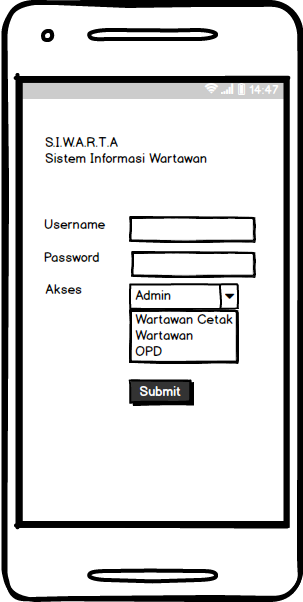 14:47
S.I.W.A.R.T.A
Sistem Informasi Wartawan
Username
Password
Akses
Admin
Wartawan Cetak
Wartawan
OPD
Submit